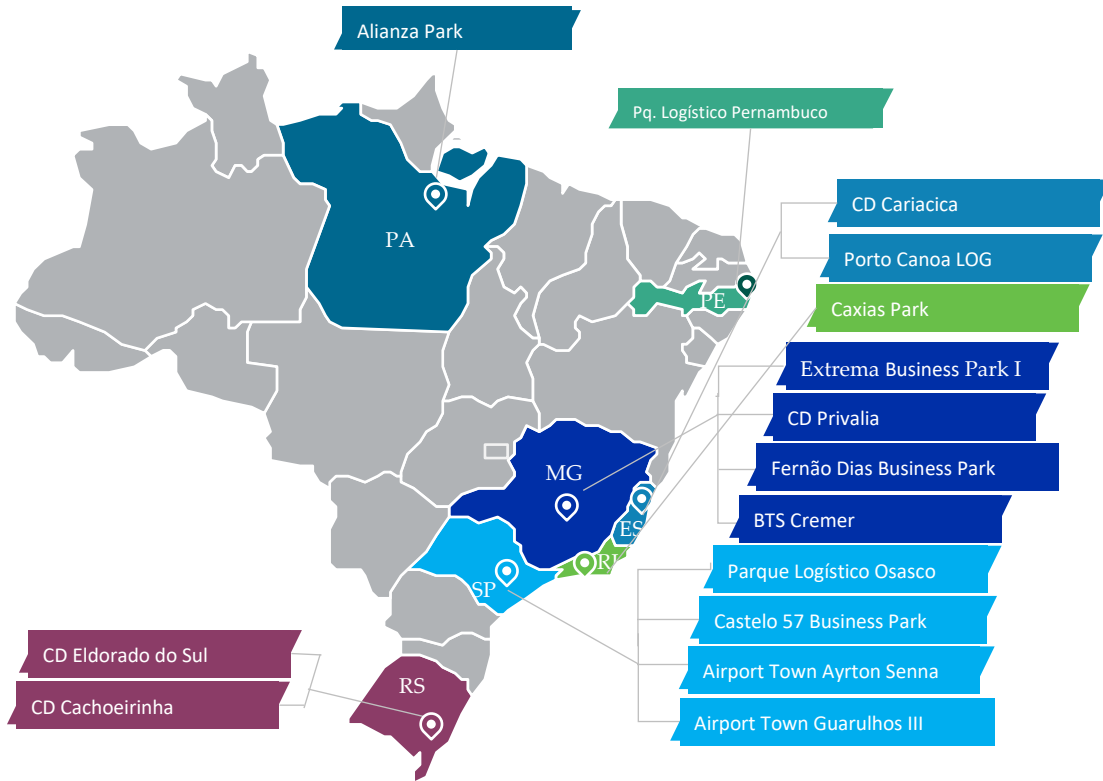 Alianza Park
Pq. Logístico Pernambuco
CD Cariacica
PA
Porto Canoa LOG
PE
Caxias Park
Extrema Business Park I
CD Privalia
Fernão Dias Business Park
MG
BTS Cremer
ES
Parque Logístico Osasco
RJ
SP
Castelo 57 Business Park
CD Eldorado do Sul
Airport Town Ayrton Senna
RS
CD Cachoeirinha
Airport Town Guarulhos III